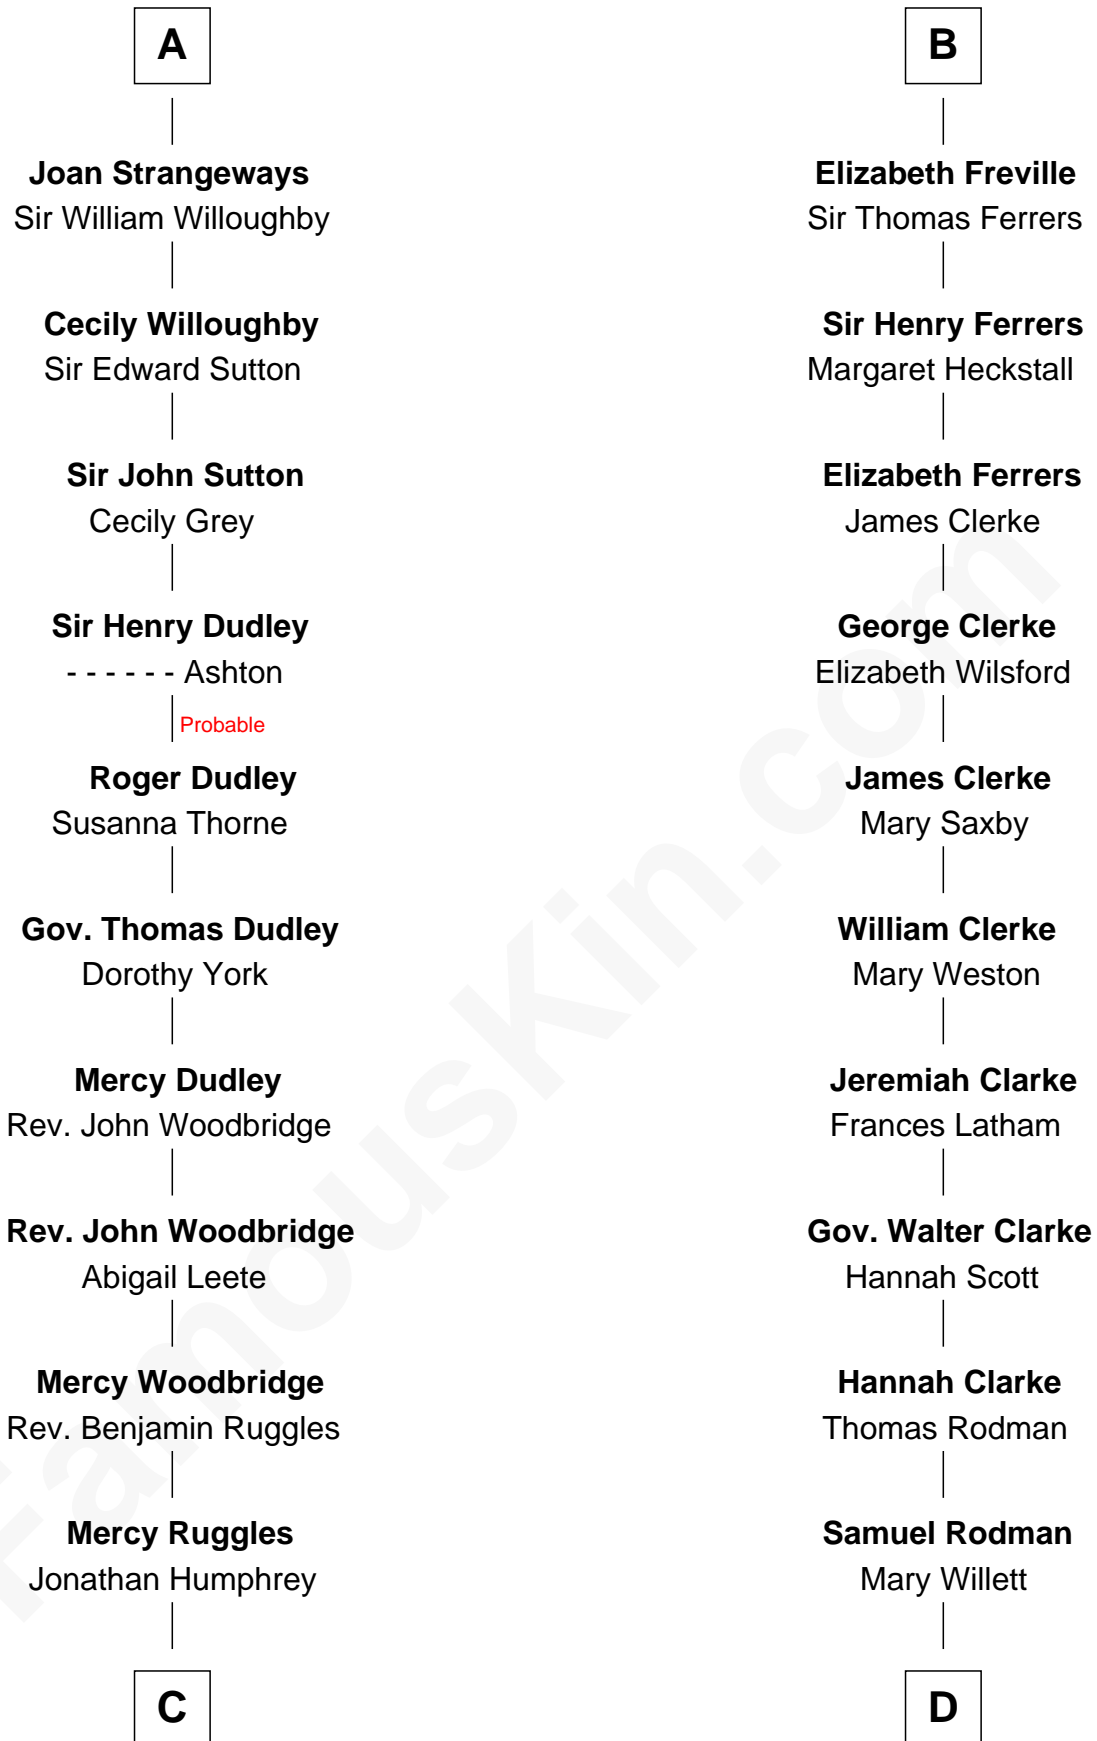 A
Joan Strangeways
Sir William Willoughby
Cecily Willoughby
Sir Edward Sutton
Sir John Sutton
Cecily Grey
Sir Henry Dudley
- - - - - - Ashton
Probable
Roger Dudley
Susanna Thorne
Gov. Thomas Dudley
Dorothy York
Mercy Dudley
Rev. John Woodbridge
Rev. John Woodbridge
Abigail Leete
Mercy Woodbridge
Rev. Benjamin Ruggles
Mercy Ruggles
Jonathan Humphrey
C
B
Elizabeth Freville
Sir Thomas Ferrers
Sir Henry Ferrers
Margaret Heckstall
Elizabeth Ferrers
James Clerke
George Clerke
Elizabeth Wilsford
James Clerke
Mary Saxby
William Clerke
Mary Weston
Jeremiah Clarke
Frances Latham
Gov. Walter Clarke
Hannah Scott
Hannah Clarke
Thomas Rodman
Samuel Rodman
Mary Willett
D
FamousKin.com